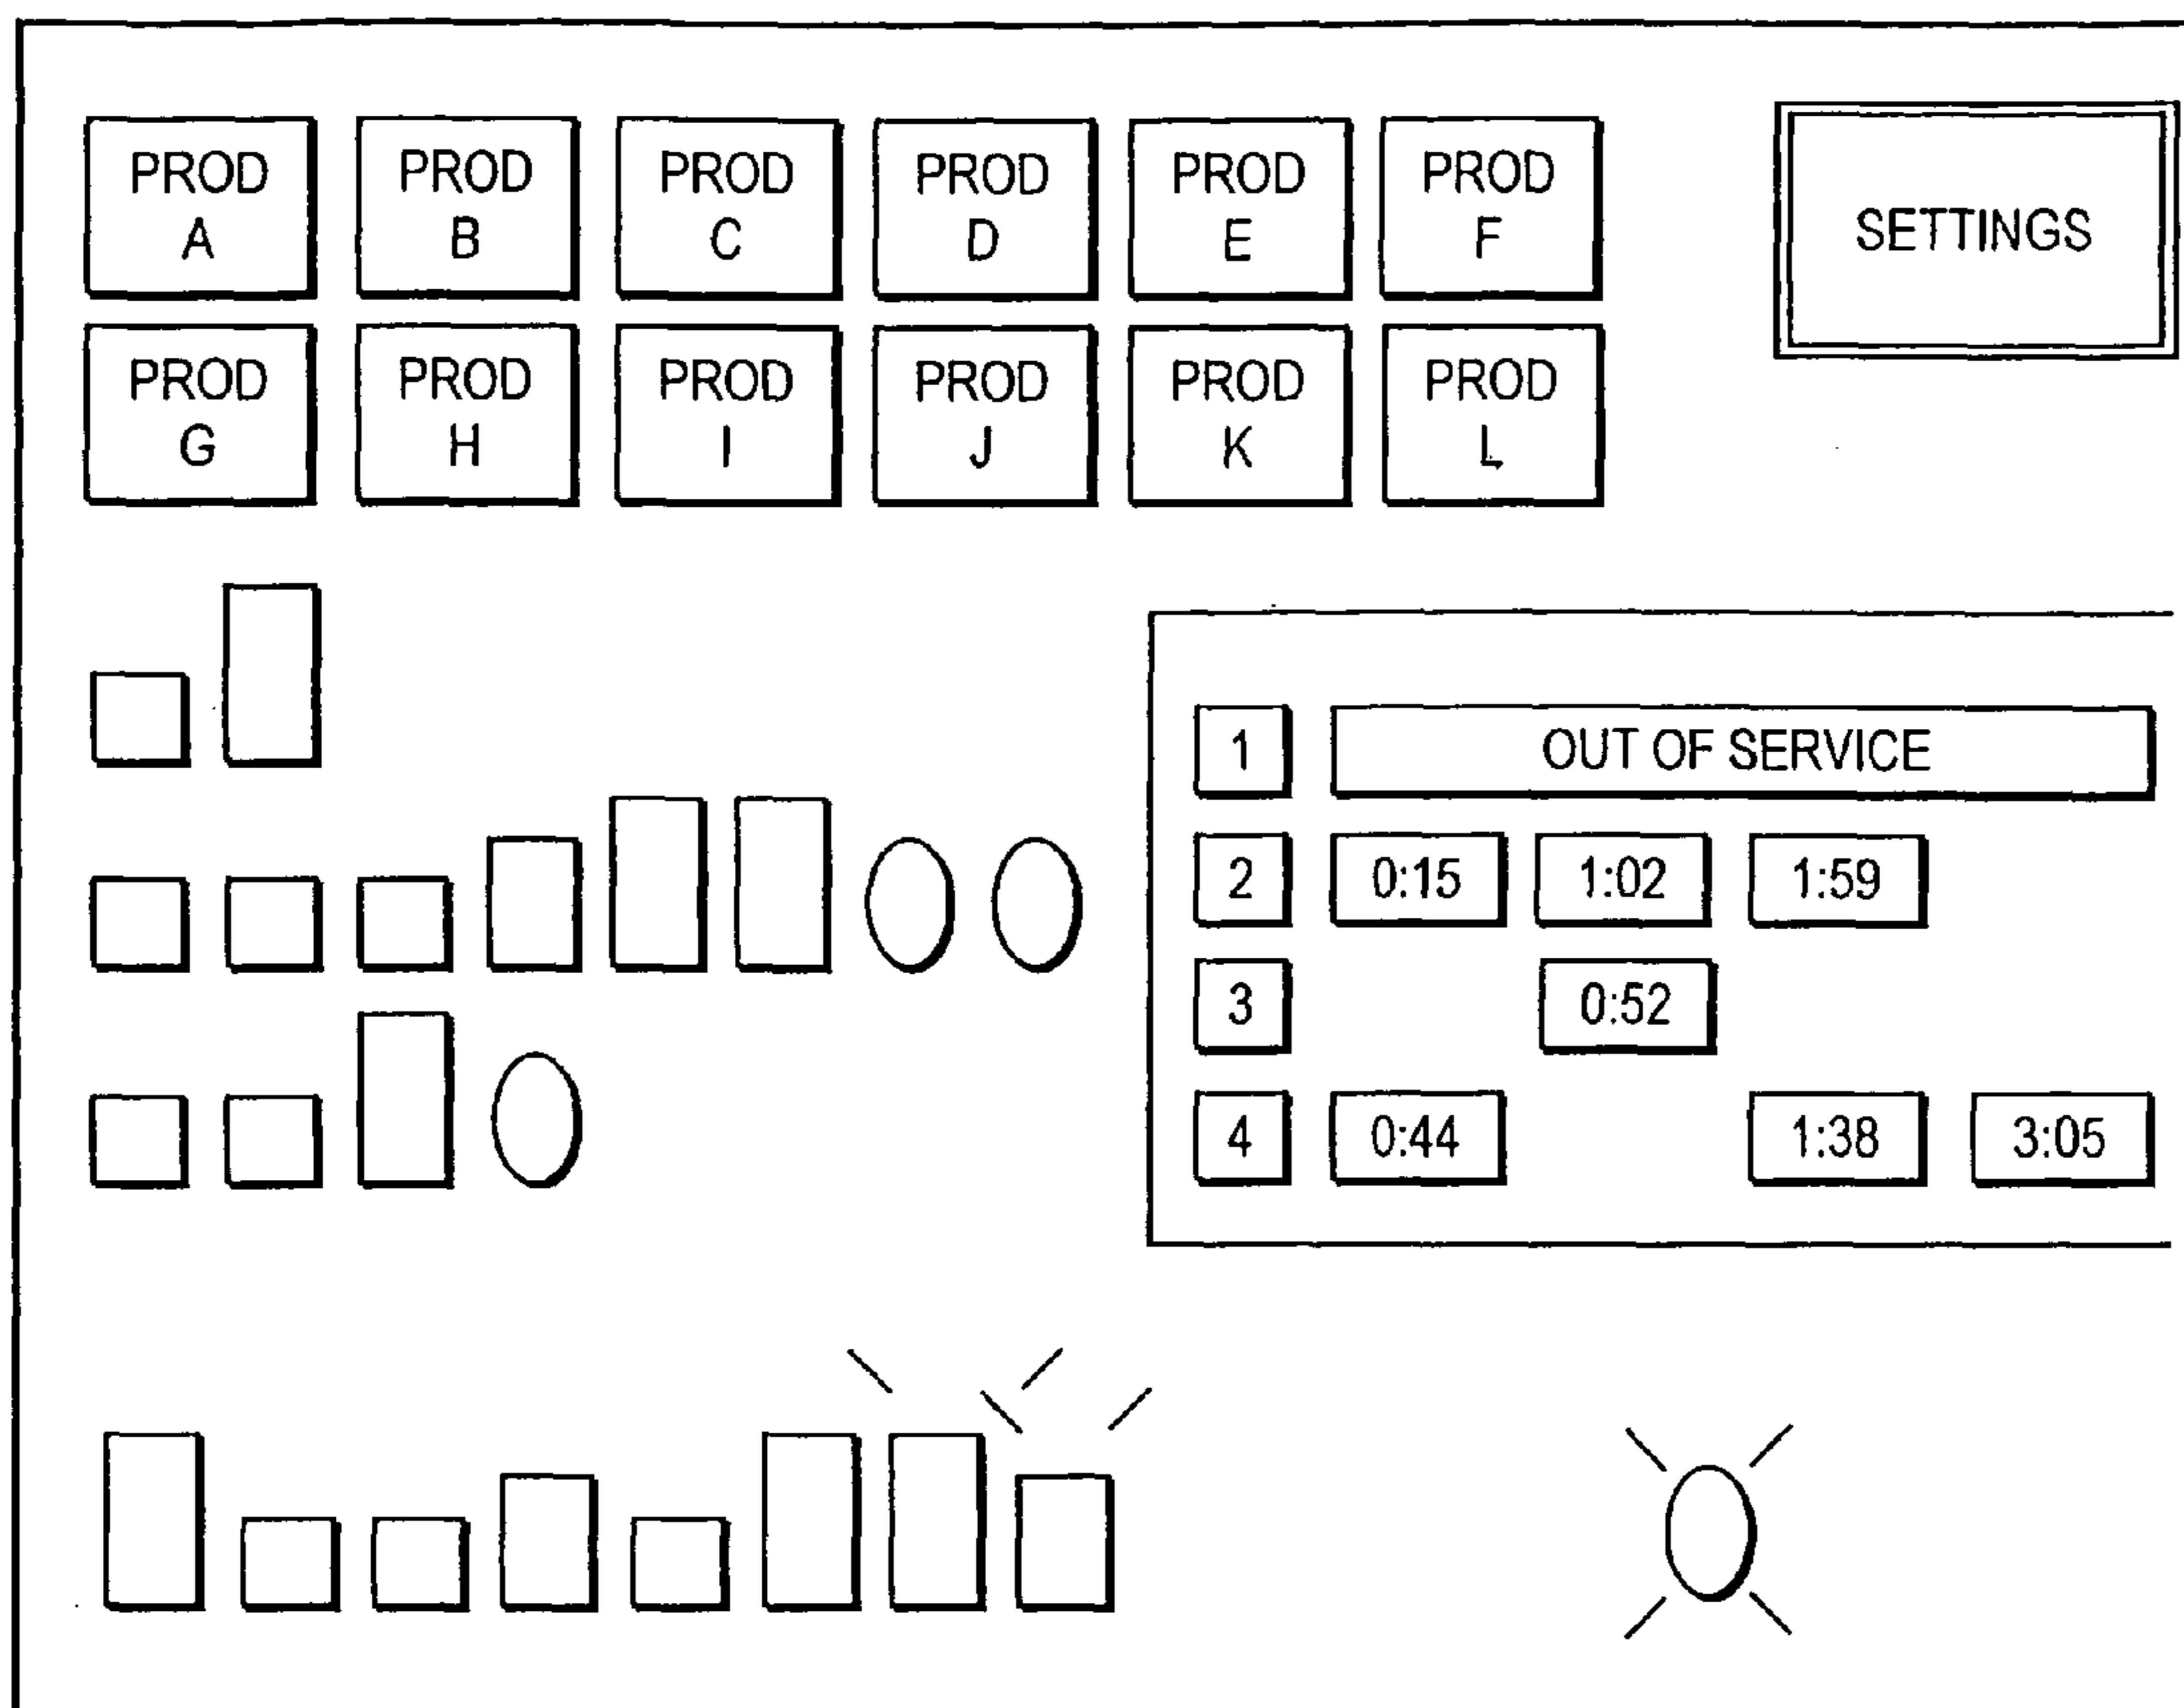 PROD PROD PROD PROD PROD PROD
A B C D E F
SETTINGS
PROD PROD PROD PROD PROD PROD
G H I J K L
1 OUT OF SERVICE
2 0:15 1:02 1:59
3 0:52
4 0:44 1:38 3:05